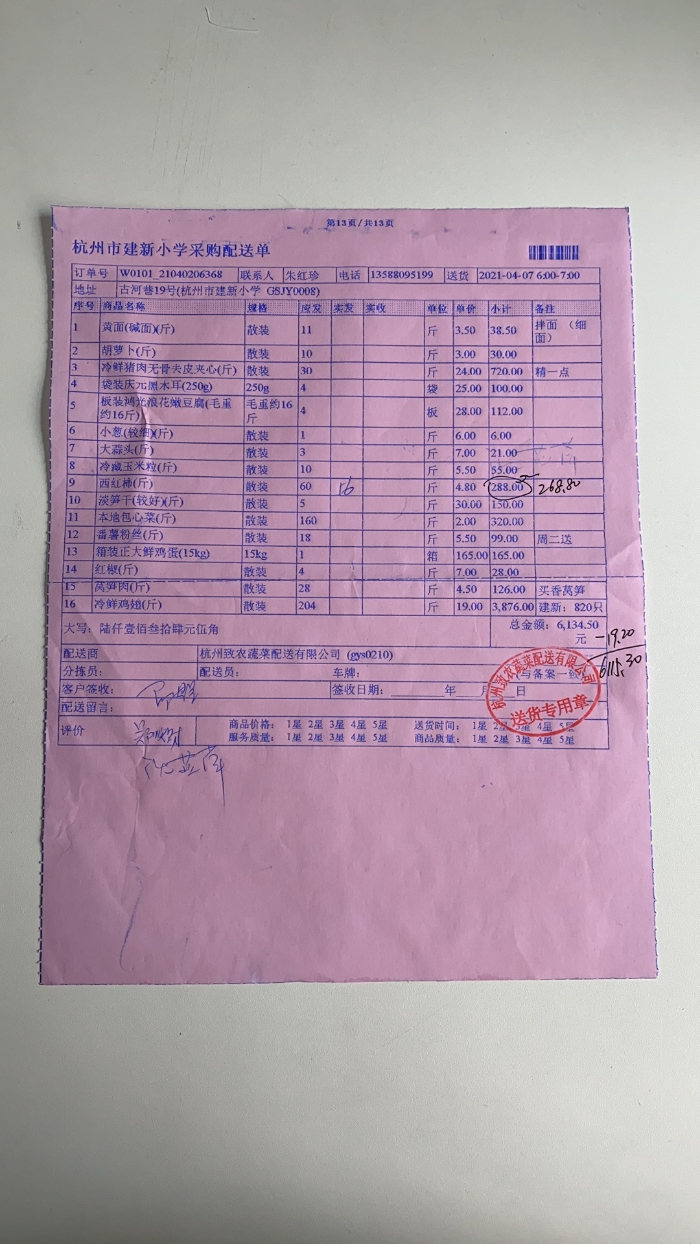 第13页/共13页
杭州市建新小学采购配送单
订单号 W0101_21040206368 联系人 朱红珍 电话 13588095199 送货 2021-04-07 6:00-7:00
地址 古河巷19号(杭州市建新小学 GSJY0008)
序号 商品名称 规格 应发 实发 实收 单位 单价 小计 备注
1 黄面(碱面)(斤) 散装 11 斤 3.50 38.50 拌面 (细面)
2 胡萝卜(斤) 散装 10 斤 3.00 30.00
3 冷鲜猪肉无骨去皮夹心(斤) 散装 30 斤 24.00 720.00 精一点
4 袋装庆元黑木耳(250g) 250g 4 袋 25.00 100.00
5 板装鸿光浪花嫩豆腐(毛重约16斤) 毛重约16斤 4 板 28.00 112.00
6 小葱(较细)(斤) 散装 1 斤 6.00 6.00
7 大蒜头(斤) 散装 3 斤 7.00 21.00
8 冷藏玉米粒(斤) 散装 10 斤 5.50 55.00
9 西红柿(斤) 散装 60 斤 4.80 288.00 268.80
10 淡笋干(较好)(斤) 散装 5 斤 30.00 150.00
11 本地包心菜(斤) 散装 160 斤 2.00 320.00
12 番薯粉丝(斤) 散装 18 斤 5.50 99.00 周二送
13 箱装正大鲜鸡蛋(15kg) 15kg 1 箱 165.00 165.00
14 红椒(斤) 散装 4 斤 7.00 28.00
15 莴笋肉(斤) 散装 28 斤 4.50 126.00 买香莴笋
16 冷鲜鸡翅(斤) 散装 204 斤 19.00 3,876.00 建新：820只
大写：陆仟壹佰叁拾肆元伍角 总金额：6,134.50元 -19.20
6115.30
配送商 杭州致农蔬菜配送有限公司 (gys0210)
分拣员： 配送员： 车牌： 与备案一致
客户签收： 签收日期： 年 月 日
配送留言：
杭州致农蔬菜配送有限公司
送货专用章
评价 商品价格： 1星 2星 3星 4星 5星 送货时间： 1星 2星 3星 4星 5星
服务质量： 1星 2星 3星 4星 5星 商品质量： 1星 2星 3星 4星 5星